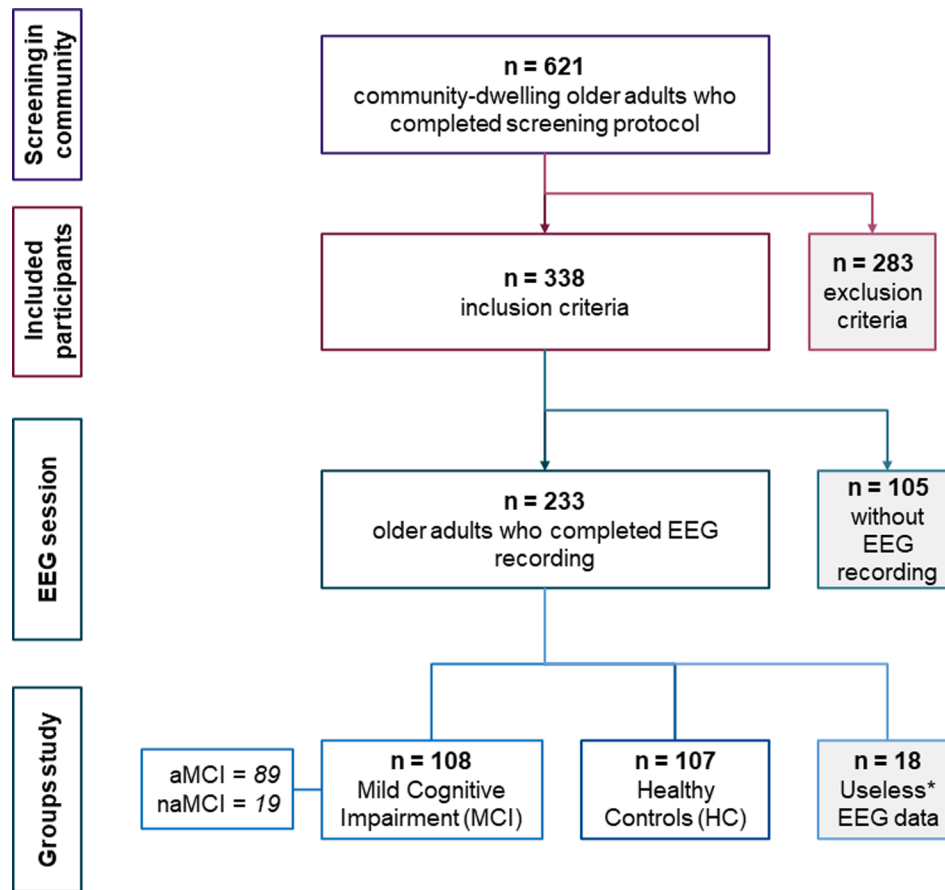 Screening in
community
n = 621
community-dwelling older adults who
completed screening protocol
Included
participants
n = 338
inclusion criteria
n = 283
exclusion
criteria
EEG session
n = 233
older adults who completed EEG
recording
n = 105
without
EEG
recording
Groups study
aMCI = 89
naMCI = 19
n = 108
Mild Cognitive
Impairment (MCI)
n = 107
Healthy
Controls (HC)
n = 18
Useless*
EEG data